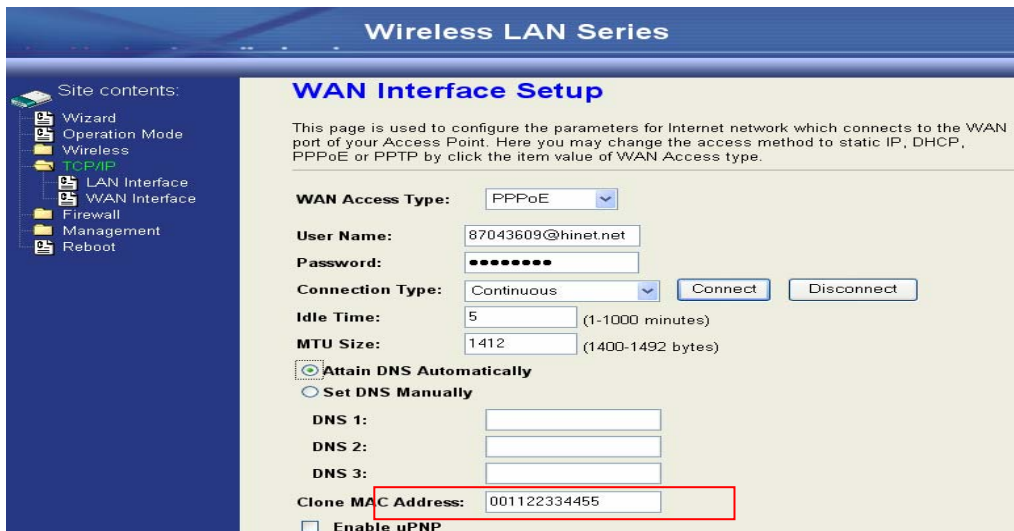 Wireless LAN Series
Site contents:
Wizard
Operation Mode
Wireless
TCP/IP
LAN Interface
WAN Interface
Firewall
Management
Reboot
WAN Interface Setup
This page is used to configure the parameters for Internet network which connects to the WAN
port of your Access Point. Here you may change the access method to static IP, DHCP,
PPPoE or PPTP by click the item value of WAN Access type.
WAN Access Type: PPPoE
User Name: 87043609@hinet.net
Password: ●●●●●●●●
Connection Type: Continuous Connect Disconnect
Idle Time: 5 (1-1000 minutes)
MTU Size: 1412 (1400-1492 bytes)
Attain DNS Automatically
Set DNS Manually
DNS 1:
DNS 2:
DNS 3:
Clone MAC Address: 001122334455
Enable uPNP